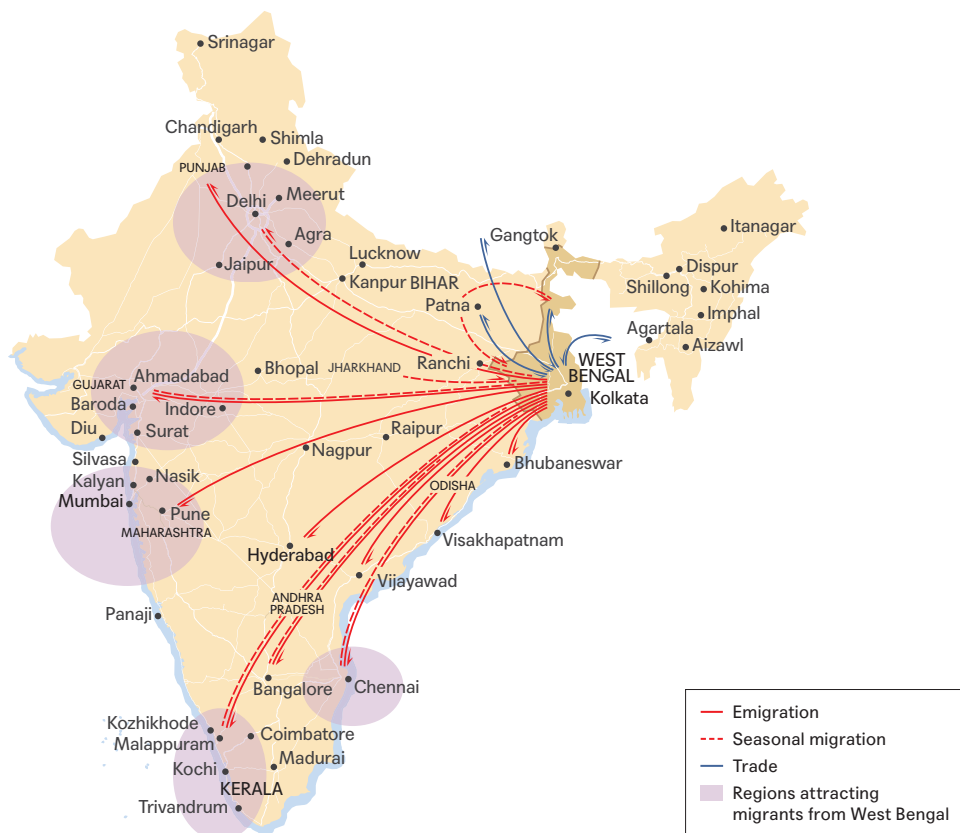 Srinagar
Chandigarh
Shimla
Dehradun
PUNJAB
Meerut
Delhi
Agra
Jaipur
Lucknow
Kanpur
BIHAR
Patna
Gangtok
Itanagar
Dispur
Shillong
Kohima
Imphal
Agartala
Aizawl
Ranchi
WEST
BENGAL
Kolkata
Bhopal
JHARKHAND
Ahmadabad
GUJARAT
Baroda
Indore
Diu
Surat
Raipur
Nagpur
Silvasa
Nasik
Kalyan
Mumbai
Pune
MAHARASHTRA
Bhubaneswar
ODISHA
Visakhapatnam
Hyderabad
Vijayawad
ANDHRA
PRADESH
Panaji
Bangalore
Chennai
Kozhikhode
Malappuram
Coimbatore
Kochi
Madurai
KERALA
Trivandrum
Emigration
Seasonal migration
Trade
Regions attracting
migrants from West Bengal